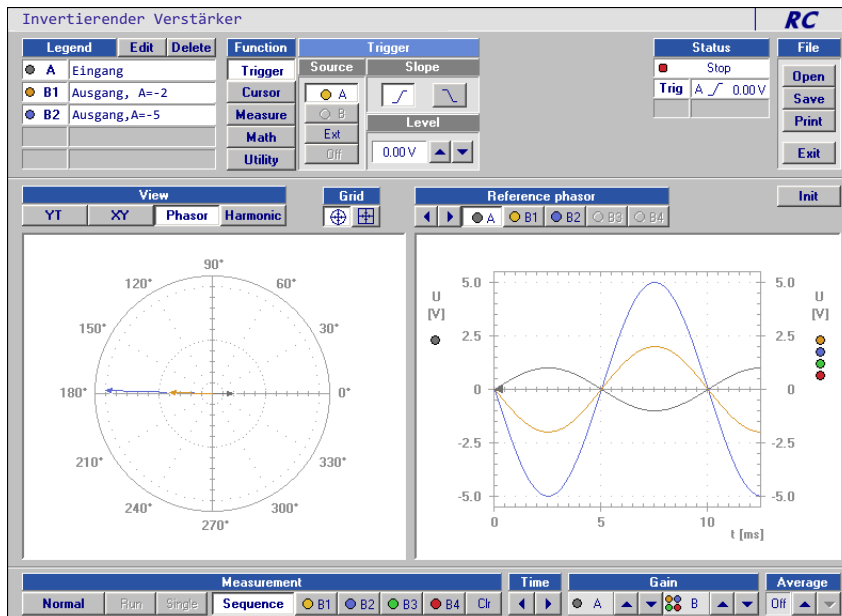 Invertierender Verstärker
RC
Legend Edit Delete
A Eingang
B1 Ausgang, A=-2
B2 Ausgang,A=-5
Function
Trigger
Cursor
Measure
Math
Utility
Trigger
Source Slope
A
B
Ext
Off
Level
0.00 V
Status
Stop
Trig A 0.00 V
File
Open
Save
Print
Exit
View
YT XY Phasor Harmonic
Grid
Reference phasor
A B1 B2 B3 B4
Init
90°
120° 60°
150° 30°
180° 0°
210° 330°
240° 300°
270°
5.0 5.0
U U
[V] [V]
2.5 2.5
0 0
-2.5 -2.5
-5.0 -5.0
0 5 10
t [ms]
Measurement
Normal Run Single Sequence B1 B2 B3 B4 Clr
Time
Gain
A B
Average
Off